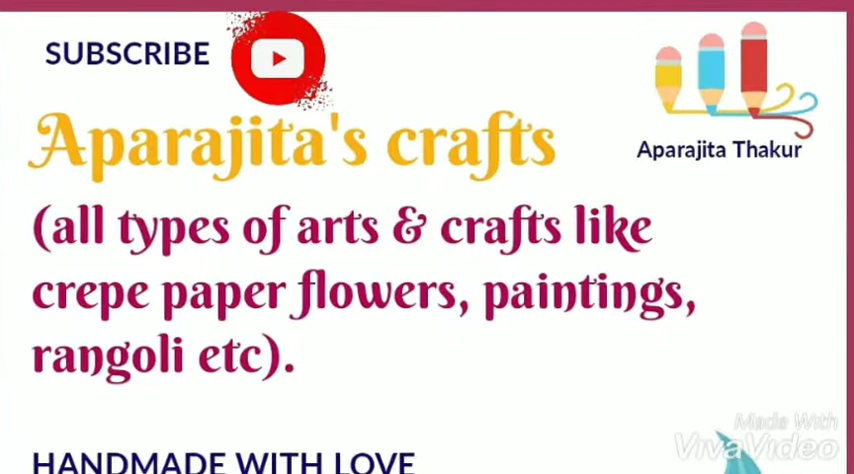 SUBSCRIBE
Aparajita's crafts
Aparajita Thakur
(all types of arts & crafts like
crepe paper flowers, paintings,
rangoli etc).
HANDMADE WITH LOVE
Made With
VivaVideo